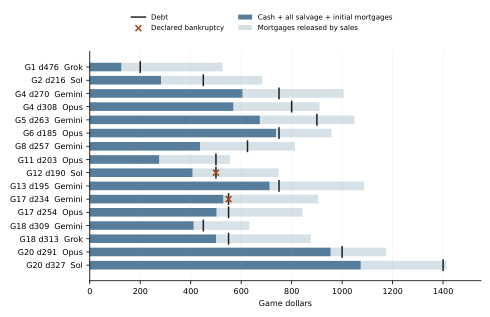 Debt
Declared bankruptcy
Cash + all salvage + initial mortgages
Mortgages released by sales
G1 d476 Grok
G2 d216 Sol
G4 d270 Gemini
G4 d308 Opus
G5 d263 Gemini
G6 d185 Opus
G8 d257 Gemini
G11 d203 Opus
G12 d190 Sol
G13 d195 Gemini
G17 d234 Gemini
G17 d254 Opus
G18 d309 Gemini
G18 d313 Grok
G20 d291 Opus
G20 d327 Sol
0 200 400 600 800 1000 1200 1400
Game dollars